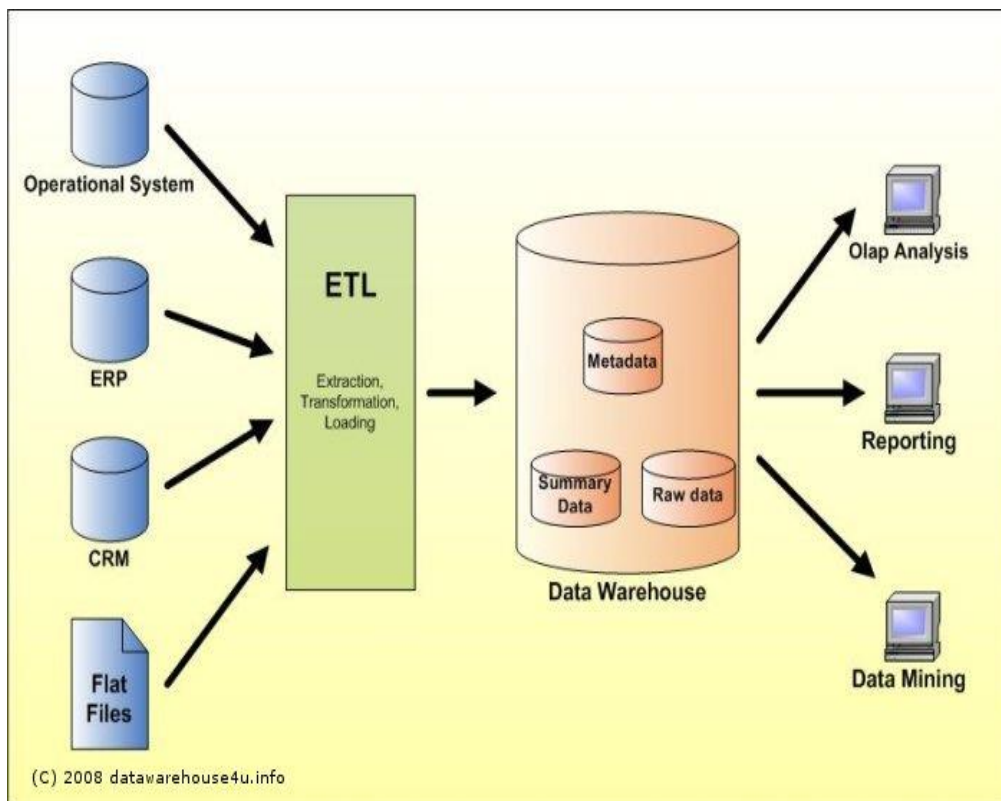 Operational System
ERP
CRM
Flat
Files
ETL
Extraction,
Transformation,
Loading
Metadata
Summary
Data
Raw data
Data Warehouse
Olap Analysis
Reporting
Data Mining
(C) 2008 datawarehouse4u.info